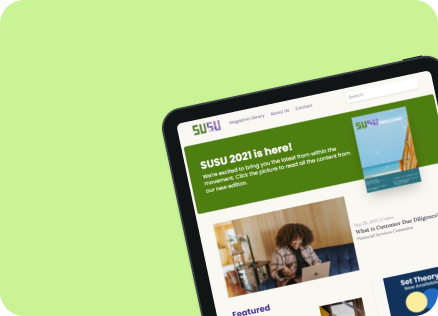 SUSU
Magazine Library About Us Contact
Search
SUSU 2021 is here!
We're excited to bring you the latest from within the
movement. Click the picture to read all the content from
our new edition.
SUSU
Sep 28, 2021 | 2 mins
What is Customer Due Diligence?
Financial Services Commission
Featured
Set Theory
Now Available